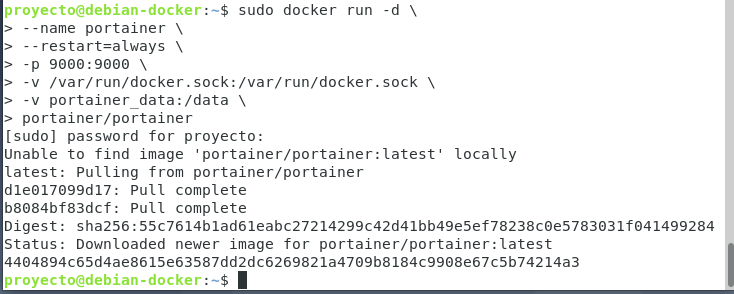 proyecto@debian-docker:~$ sudo docker run -d \
> --name portainer \
> --restart=always \
> -p 9000:9000 \
> -v /var/run/docker.sock:/var/run/docker.sock \
> -v portainer_data:/data \
> portainer/portainer
[sudo] password for proyecto:
Unable to find image 'portainer/portainer:latest' locally
latest: Pulling from portainer/portainer
d1e017099d17: Pull complete
b8084bf83dcf: Pull complete
Digest: sha256:55c7614b1ad61eabc27214299c42d41bb49e5ef78238c0e5783031f041499284
Status: Downloaded newer image for portainer/portainer:latest
4404894c65d4ae8615e63587dd2dc6269821a4709b8184c9908e67c5b74214a3
proyecto@debian-docker:~$